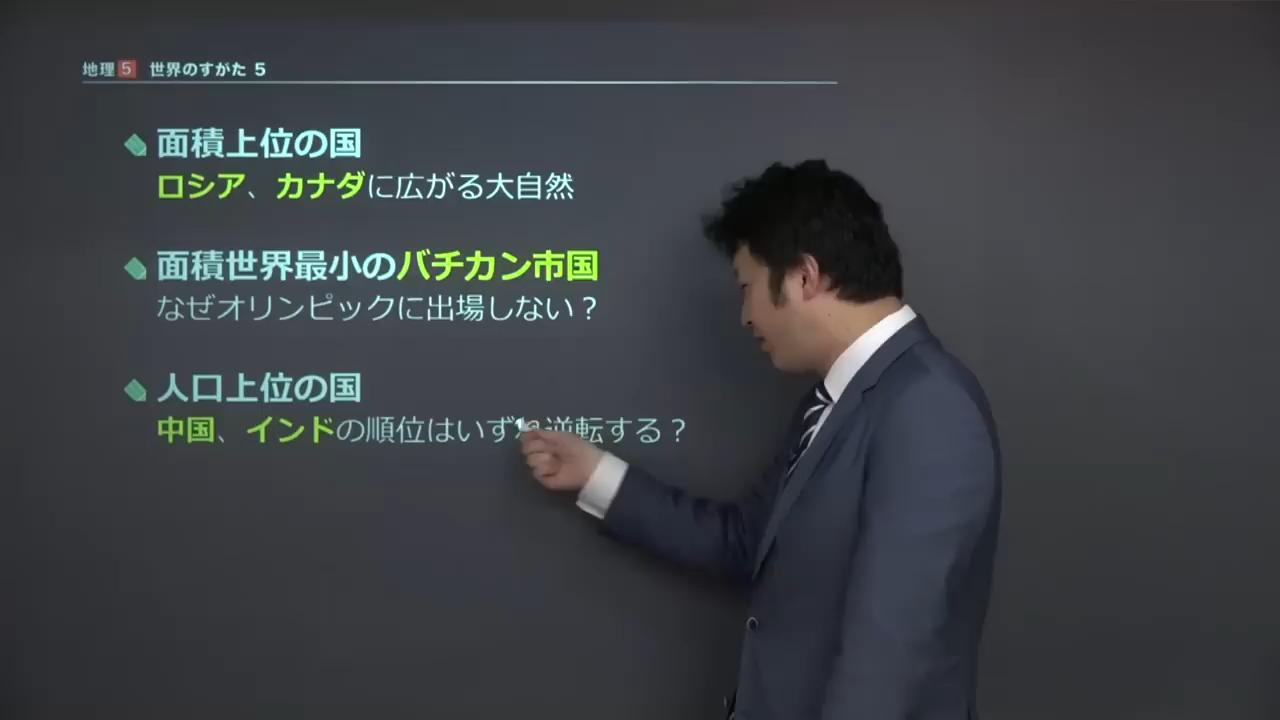 地理 5 世界のすがた 5
面積上位の国
ロシア、カナダに広がる大自然
面積世界最小のバチカン市国
なぜオリンピックに出場しない？
人口上位の国
中国、インドの順位はいずれ逆転する？